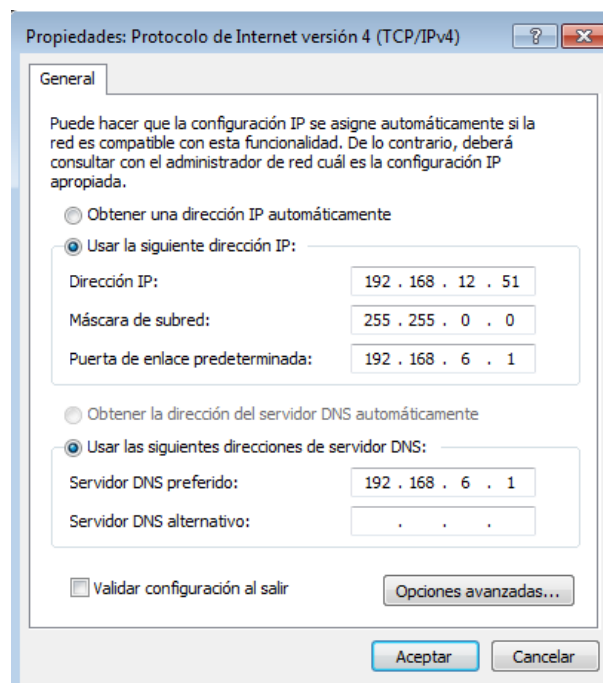 Propiedades: Protocolo de Internet versión 4 (TCP/IPv4)
General
Puede hacer que la configuración IP se asigne automáticamente si la
red es compatible con esta funcionalidad. De lo contrario, deberá
consultar con el administrador de red cuál es la configuración IP
apropiada.
Obtener una dirección IP automáticamente
Usar la siguiente dirección IP:
Dirección IP: 192 . 168 . 12 . 51
Máscara de subred: 255 . 255 . 0 . 0
Puerta de enlace predeterminada: 192 . 168 . 6 . 1
Obtener la dirección del servidor DNS automáticamente
Usar las siguientes direcciones de servidor DNS:
Servidor DNS preferido: 192 . 168 . 6 . 1
Servidor DNS alternativo: . . .
Validar configuración al salir
Opciones avanzadas...
Aceptar Cancelar